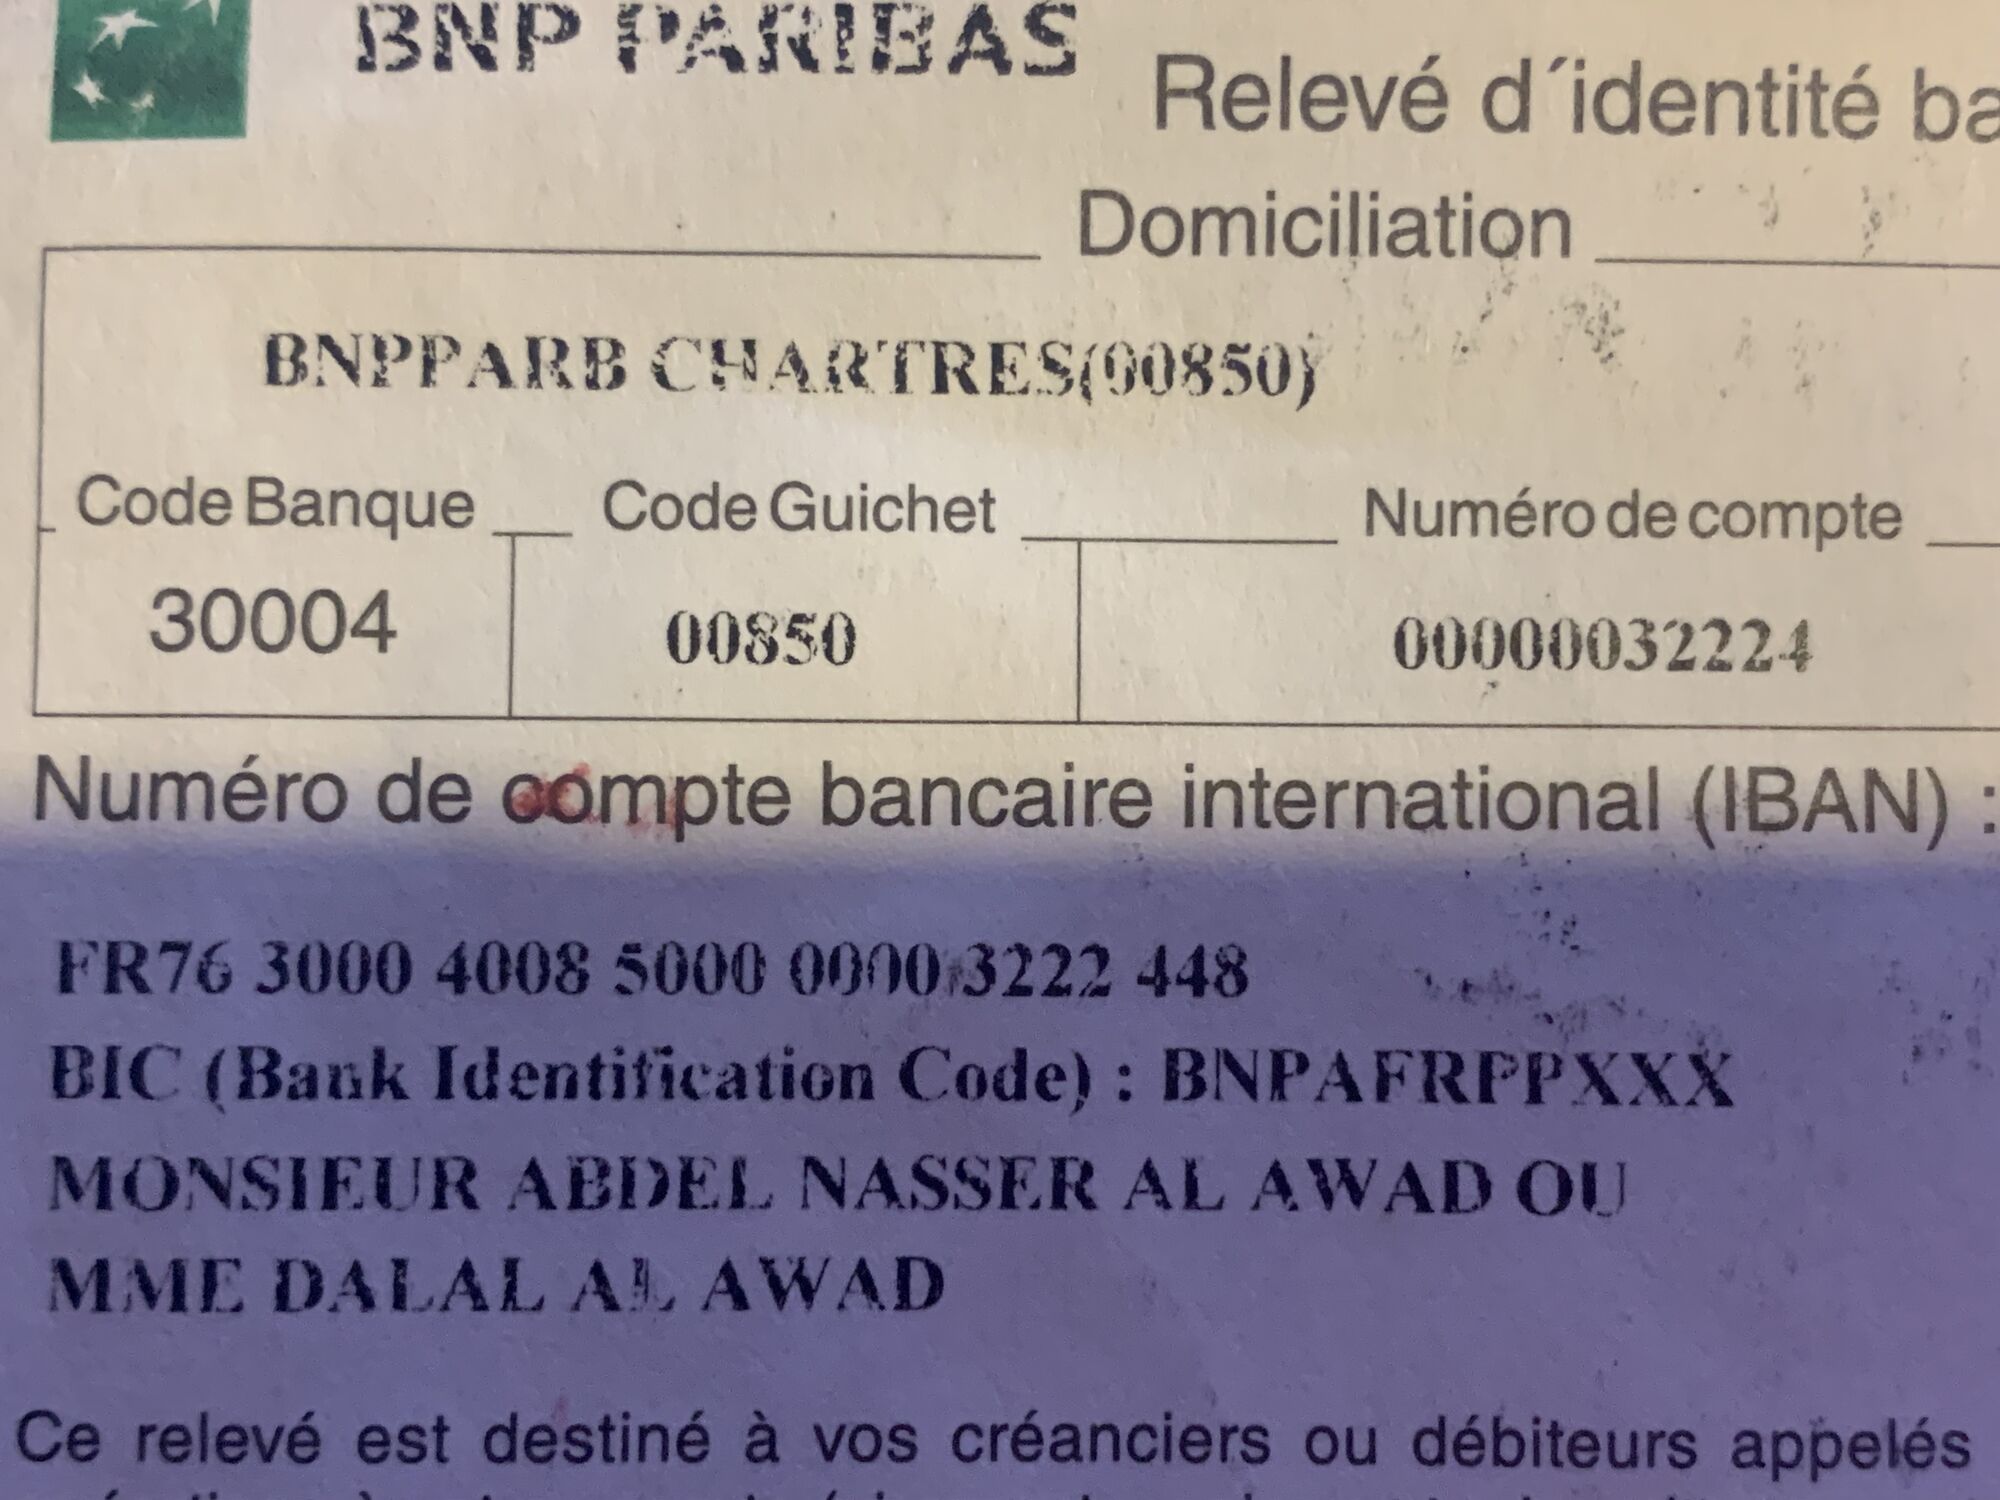 BNP PARIBAS
Relevé d´identité ba
Domiciliation
BNPPARB CHARTRES(00850)
Code Banque Code Guichet Numéro de compte
30004 00850 00000032224
Numéro de compte bancaire international (IBAN) :
FR76 3000 4008 5000 0000 3222 448
BIC (Bank Identification Code) : BNPAFRPPXXX
MONSIEUR ABDEL NASSER AL AWAD OU
MME DALAL AL AWAD
Ce relevé est destiné à vos créanciers ou débiteurs appelés